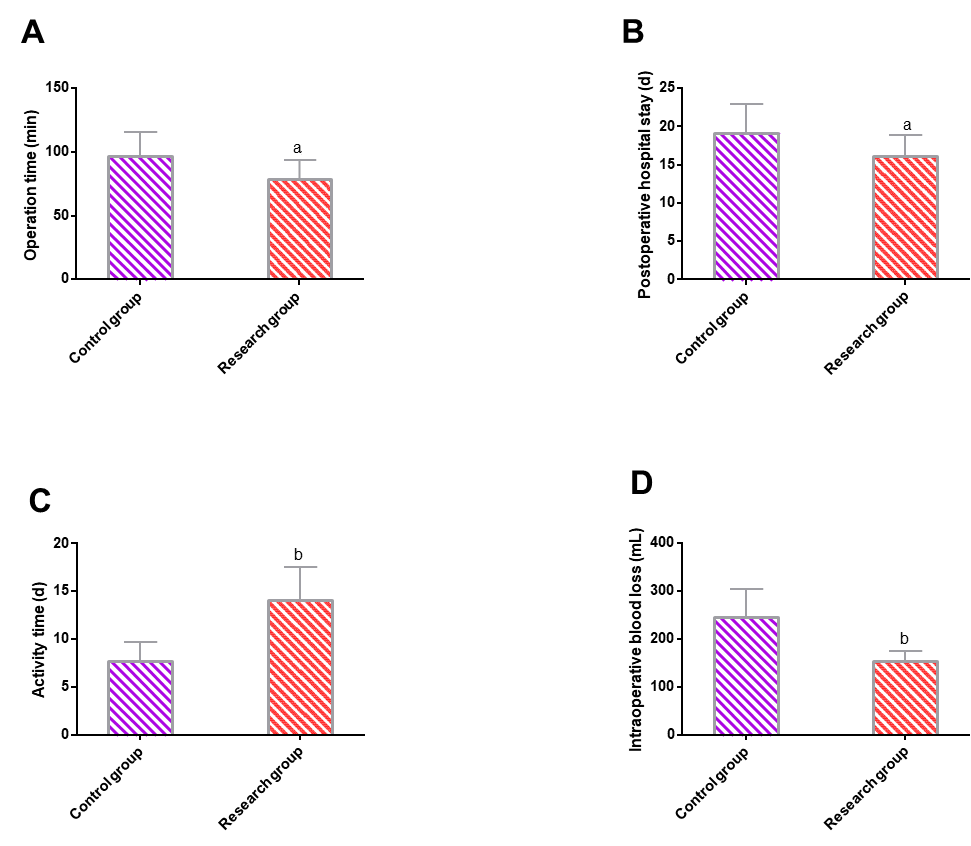 A
Operation time (min)
150
100
50
0
a
Control group
Research group
B
Postoperative hospital stay (d)
25
20
15
10
5
0
a
Control group
Research group
C
Activity time (d)
20
15
10
5
0
b
Control group
Research group
D
Intraoperative blood loss (mL)
400
300
200
100
0
b
Control group
Research group